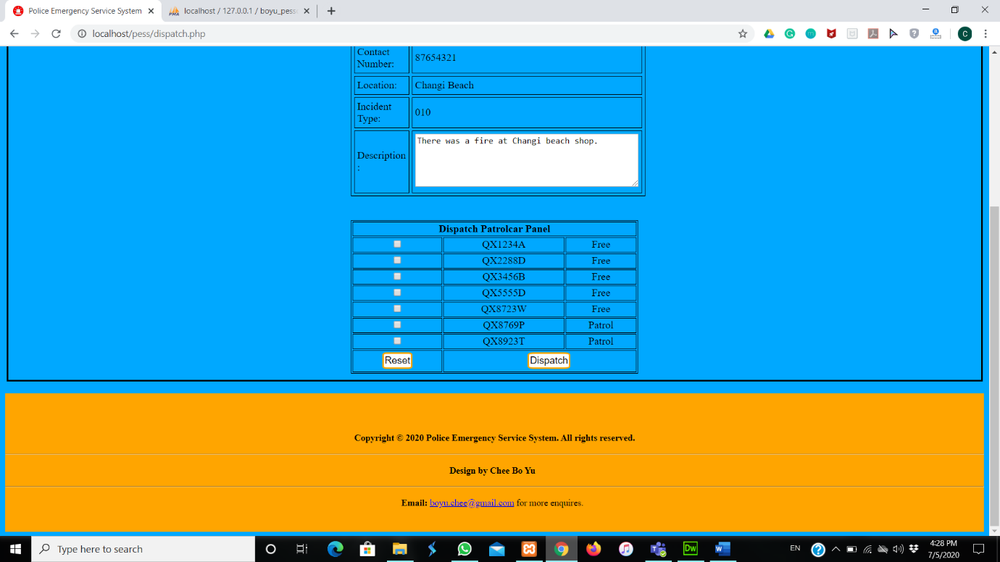 Police Emergency Service System
localhost / 127.0.0.1 / boyu_pess
localhost/pess/dispatch.php
C
Contact
Number:
87654321
Location:
Changi Beach
Incident
Type:
010
Description
:
There was a fire at Changi beach shop.
Dispatch Patrolcar Panel
QX1234A Free
QX2288D Free
QX3456B Free
QX5555D Free
QX8723W Free
QX8769P Patrol
QX8923T Patrol
Reset Dispatch
Copyright © 2020 Police Emergency Service System. All rights reserved.
Design by Chee Bo Yu
Email: boyu.chee@gmail.com for more enquires.
Type here to search
Dw
EN
4:28 PM
7/5/2020